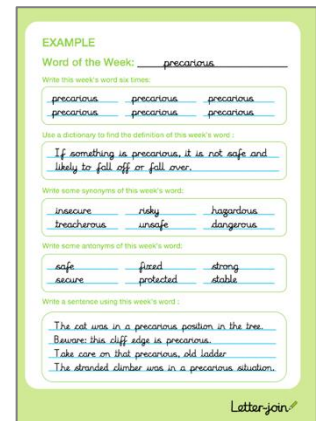 EXAMPLE
Word of the Week: precarious
Write this week's word six times:
precarious precarious precarious
precarious precarious precarious
Use a dictionary to find the definition of this week's word :
If something is precarious, it is not safe and
likely to fall off or fall over.
Write some synonyms of this week's word:
insecure risky hazardous
treacherous unsafe dangerous
Write some antonyms of this week's word:
safe fixed strong
secure protected stable
Write a sentence using this week's word :
The cat was in a precarious position in the tree.
Beware: this cliff edge is precarious.
Take care on that precarious, old ladder
The stranded climber was in a precarious situation.
Letter-join